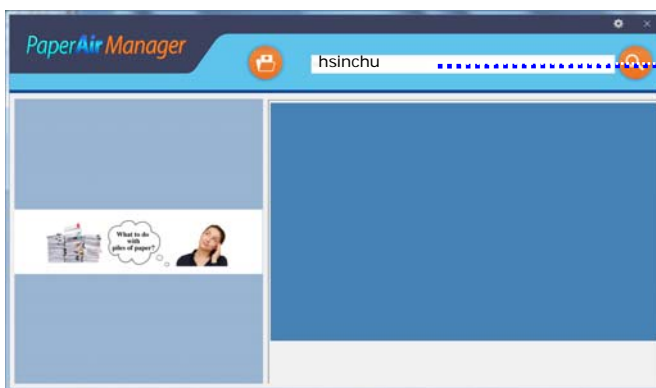 PaperAir Manager
hsinchu
What to do
with
piles of paper?